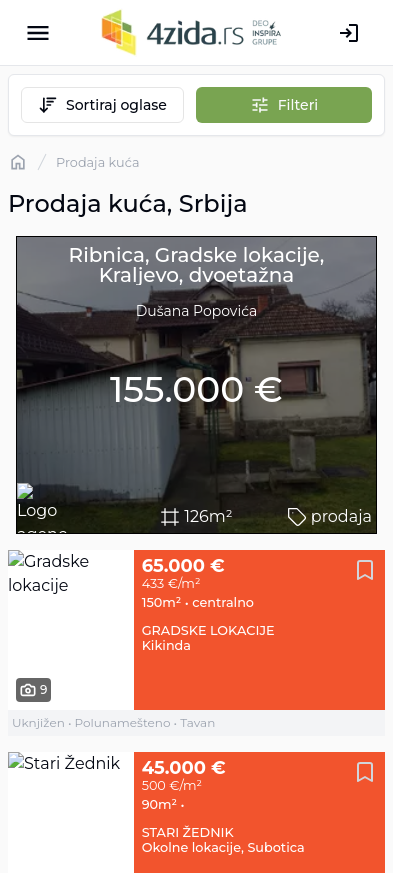 4zida.rs
DEO
INSPIRA
GRUPE
Sortiraj oglase
Filteri
/ Prodaja kuća
Prodaja kuća, Srbija
Ribnica, Gradske lokacije,
Kraljevo, dvoetažna
Dušana Popovića
155.000 €
Logo
126m²
prodaja
Gradske
lokacije
65.000 €
433 €/m²
150m² • centralno
GRADSKE LOKACIJE
Kikinda
9
Uknjižen • Polunamešteno • Tavan
Stari Žednik
45.000 €
500 €/m²
90m² •
STARI ŽEDNIK
Okolne lokacije, Subotica